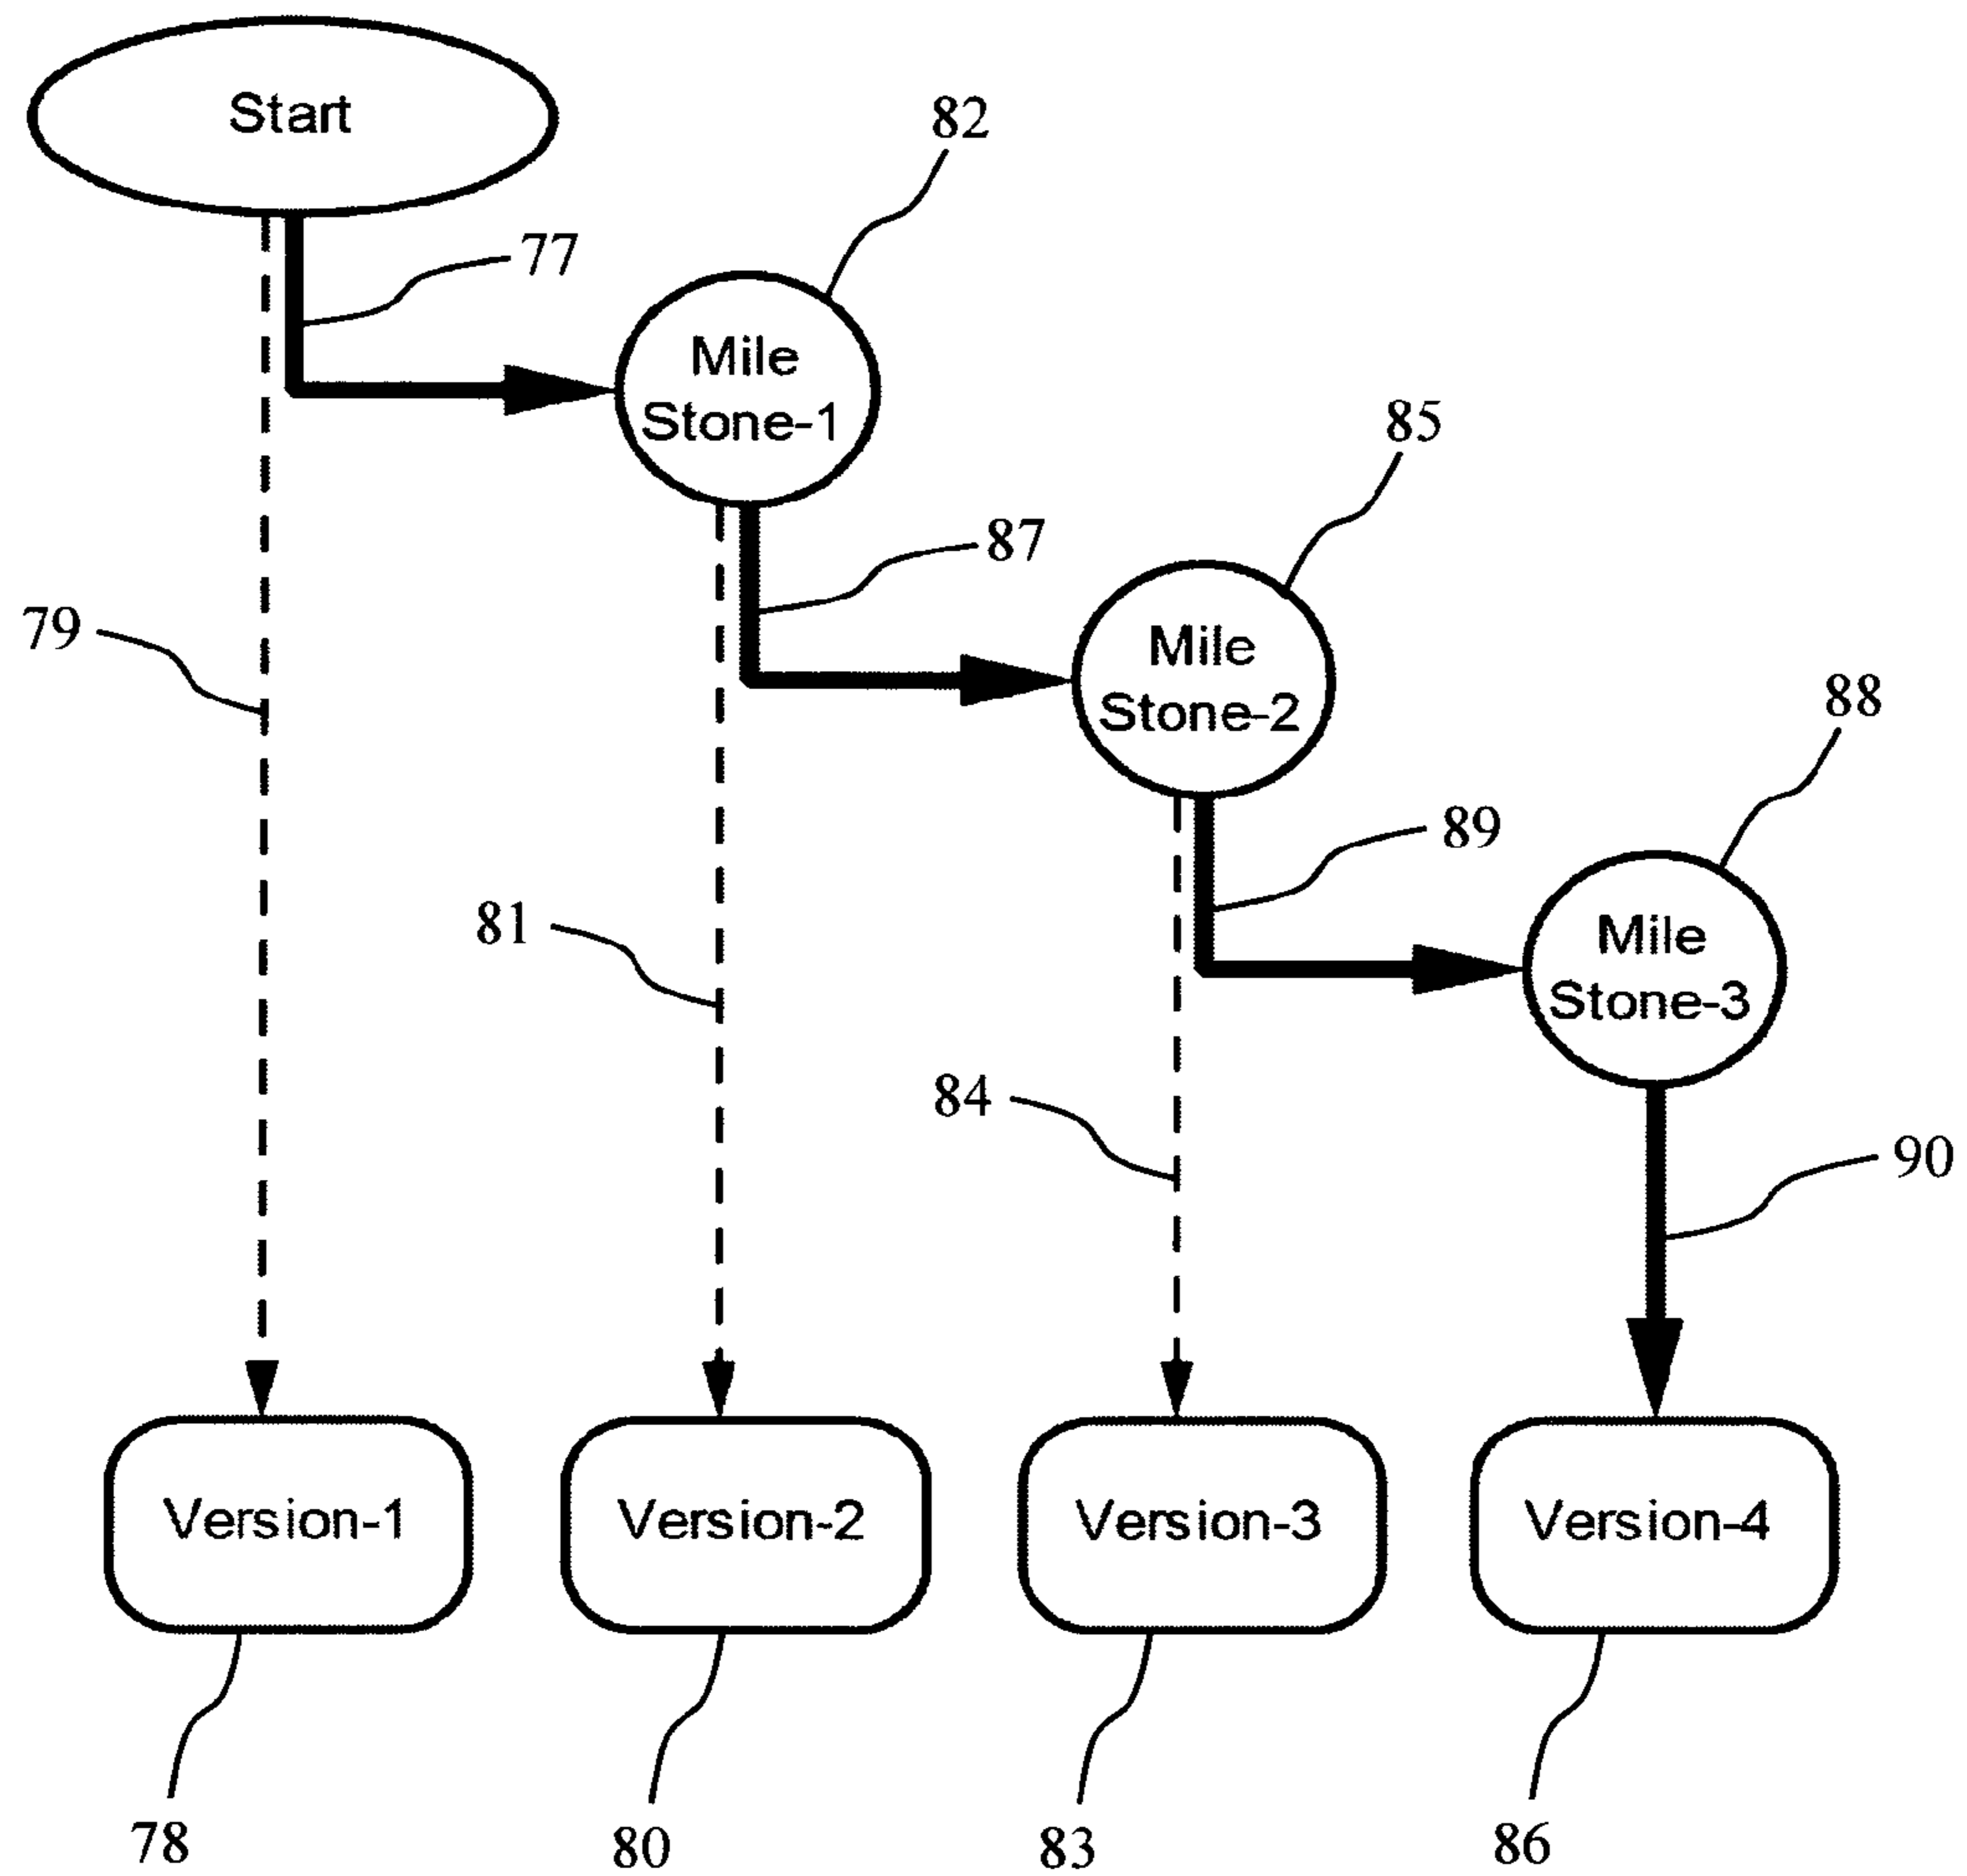 Start
82
77
Mile
Stone-1
85
87
79
Mile
Stone-2
88
89
81
Mile
Stone-3
84
90
Version-1
Version-2
Version-3
Version-4
78
80
83
86